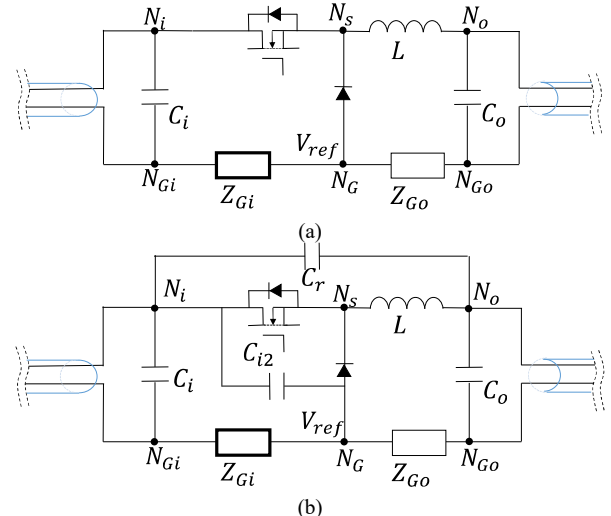 N_i N_s N_o
L
C_i C_o
V_ref
N_Gi Z_Gi N_G Z_Go N_Go
(a)
C_r
N_i N_s N_o
L
C_i2
C_i C_o
V_ref
N_Gi Z_Gi N_G Z_Go N_Go
(b)